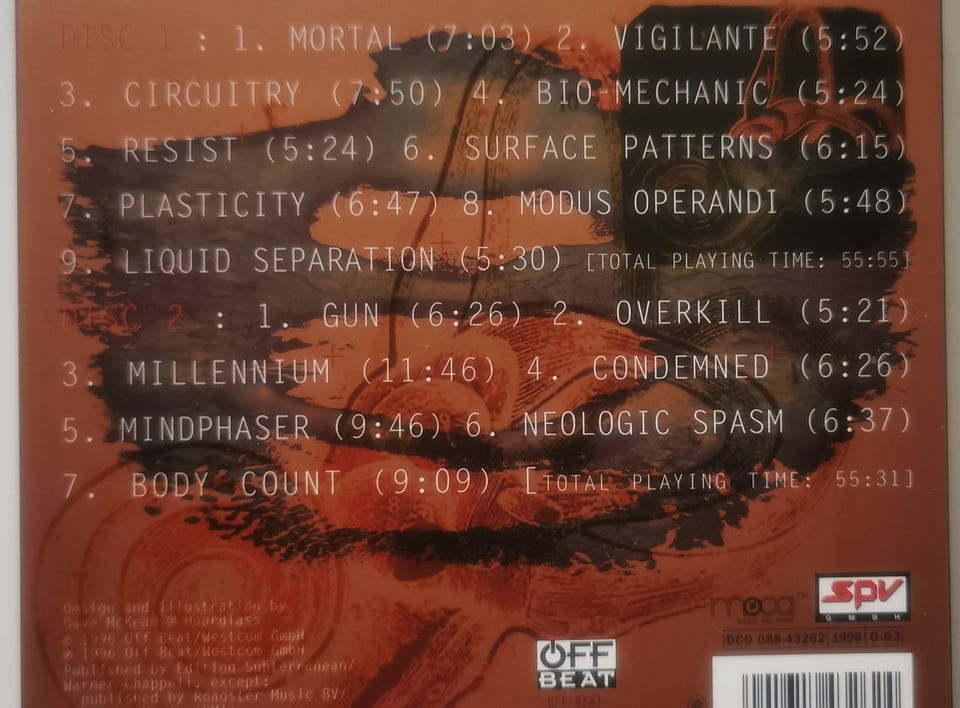 DISC 1 : 1. MORTAL (7:03) 2. VIGILANTE (5:52)
3. CIRCUITRY (7:50) 4. BIO-MECHANIC (5:24)
5. RESIST (5:24) 6. SURFACE PATTERNS (6:15)
7. PLASTICITY (6:47) 8. MODUS OPERANDI (5:48)
9. LIQUID SEPARATION (5:30) [TOTAL PLAYING TIME: 55:55]
DISC 2 : 1. GUN (6:26) 2. OVERKILL (5:21)
3. MILLENNIUM (11:46) 4. CONDEMNED (6:26)
5. MINDPHASER (9:46) 6. NEOLOGIC SPASM (6:37)
7. BODY COUNT (9:09) [TOTAL PLAYING TIME: 55:31]
Design and illustration by
Dave McKean @ Hourglass
© 1996 Off Beat/Westcom GmbH
℗ 1996 Off Beat/Westcom GmbH
Published by Edition Subterranean/
Warner Chappell, except:
published by Roadster Music BV/
OFF
BEAT
OFF BEAT
moog™
SPV
GMBH
DCD 088-43262 1996 0-63